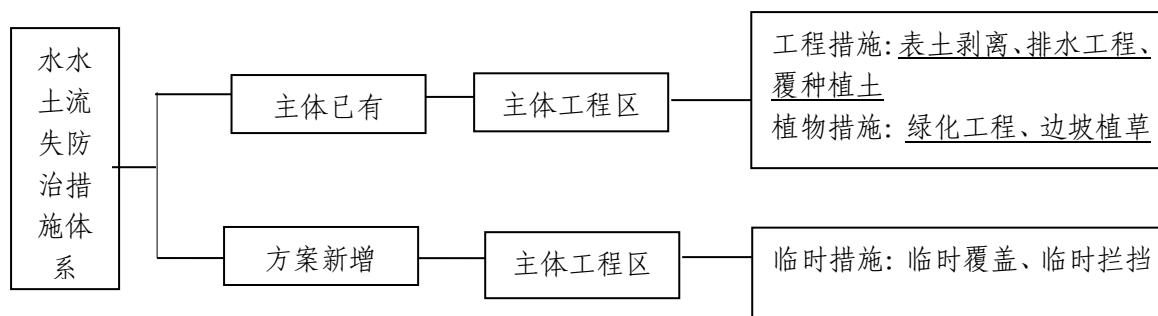 水水
土流
失防
治措
施体
系
主体已有
主体工程区
工程措施：表土剥离、排水工程、
覆种植土
植物措施：绿化工程、边坡植草
方案新增
主体工程区
临时措施：临时覆盖、临时拦挡